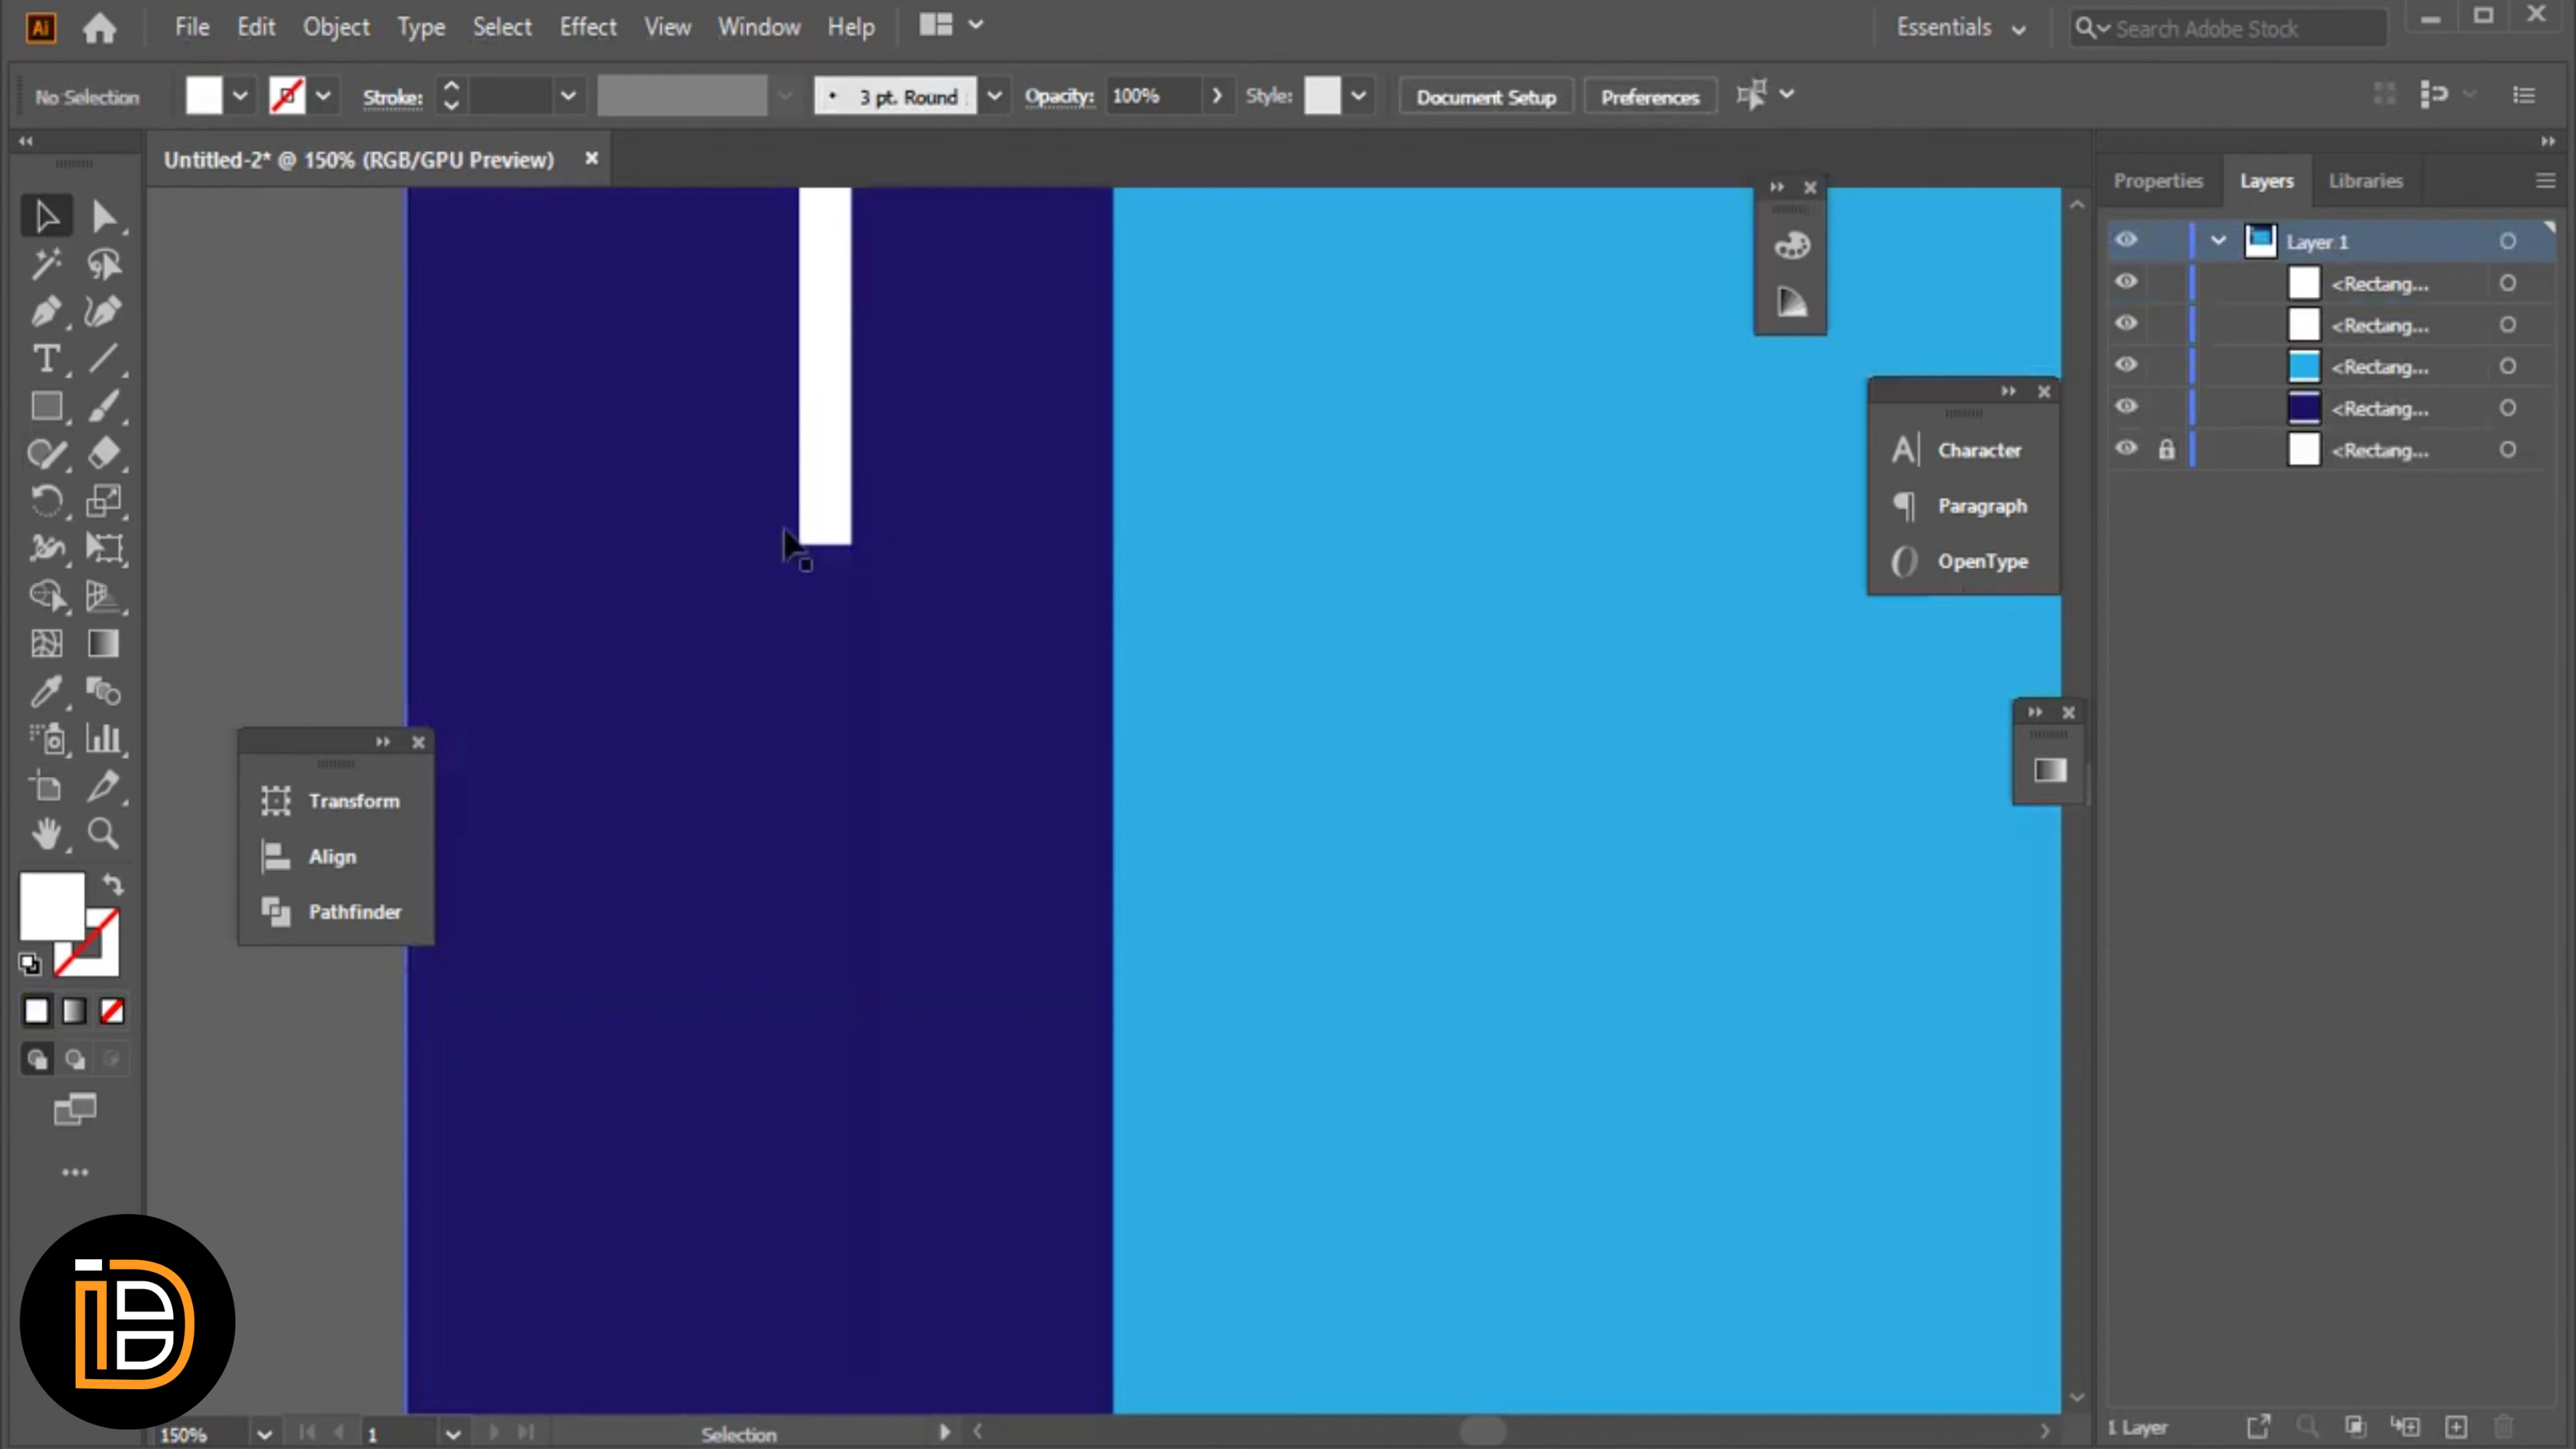 Ai File Edit Object Type Select Effect View Window Help Essentials Search Adobe Stock
No Selection Stroke: 3 pt. Round Opacity: 100% Style: Document Setup Preferences
Untitled-2* @ 150% (RGB/GPU Preview)
Properties Layers Libraries
Layer 1
<Rectang...
<Rectang...
<Rectang...
<Rectang...
<Rectang...
Character
Paragraph
OpenType
Transform
Align
Pathfinder
150% 1 Selection
1 Layer